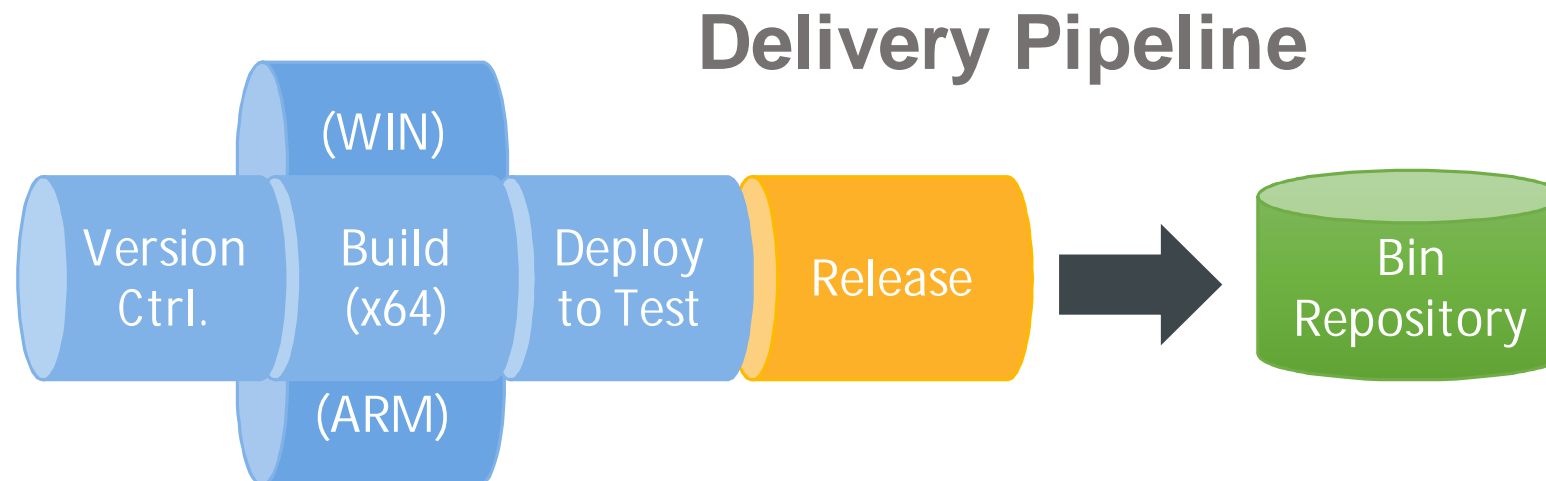 Delivery Pipeline
(WIN)
Version
Ctrl.
Build
(x64)
Deploy
to Test
Release
Bin
Repository
(ARM)